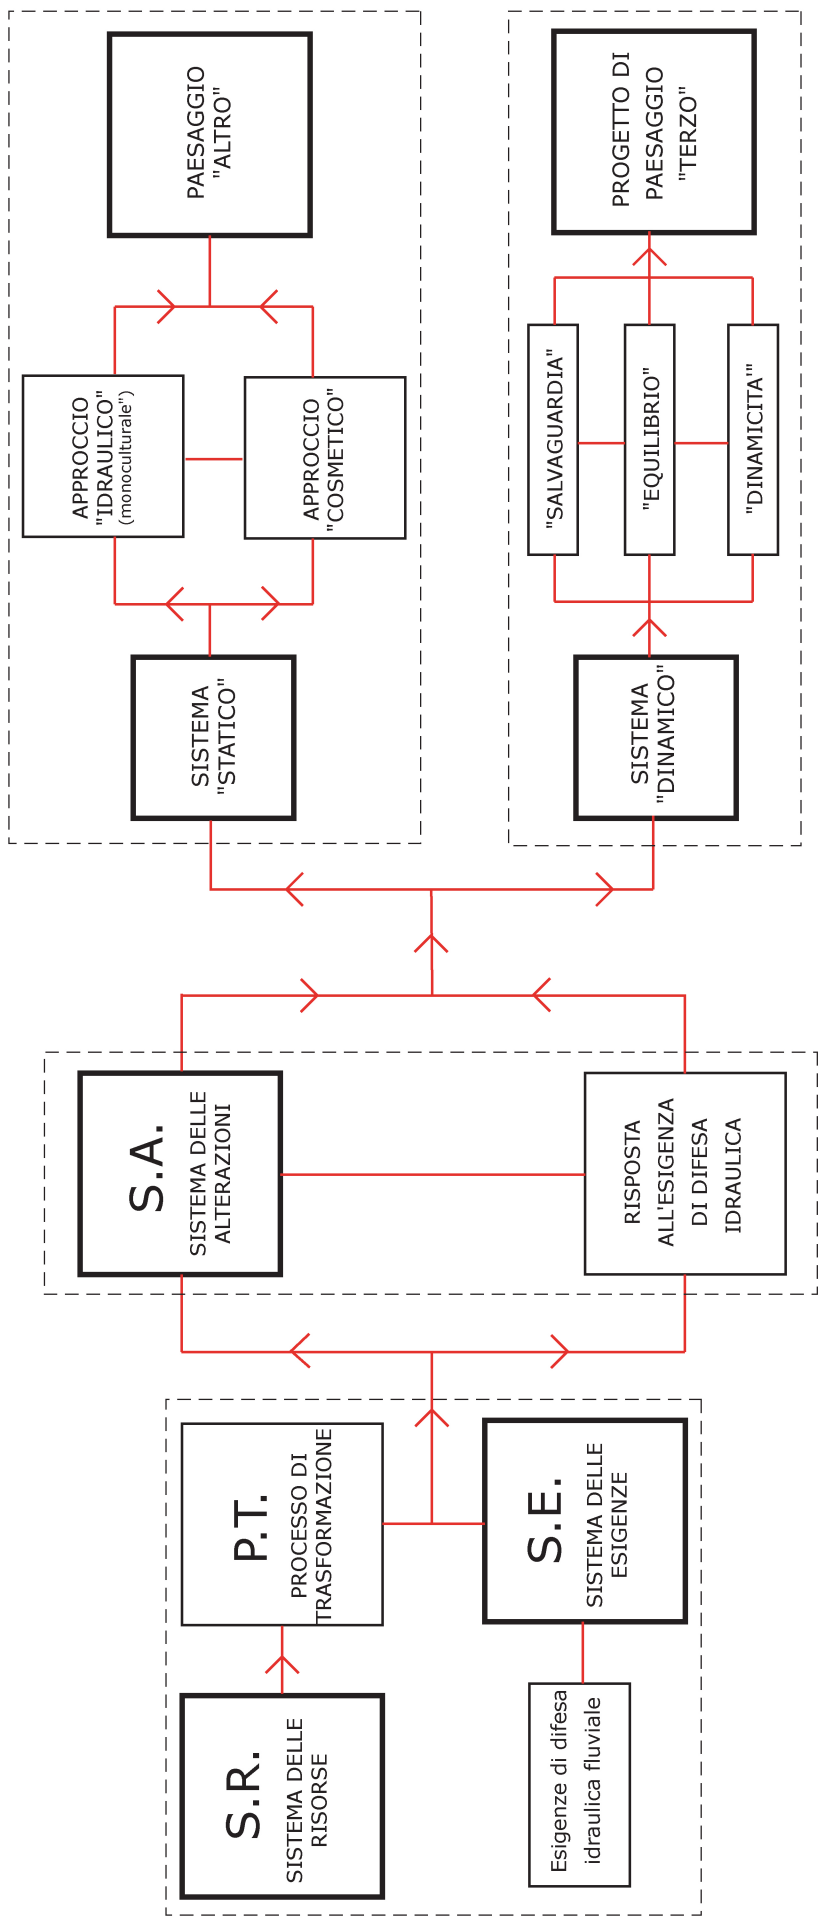 S.R.
SISTEMA DELLE
RISORSE
Esigenze di difesa
idraulica fluviale
P.T.
PROCESSO DI
TRASFORMAZIONE
S.E.
SISTEMA DELLE
ESIGENZE
S.A.
SISTEMA DELLE
ALTERAZIONI
RISPOSTA
ALL'ESIGENZA
DI DIFESA
IDRAULICA
SISTEMA
"STATICO"
APPROCCIO
"IDRAULICO"
(monoculturale")
APPROCCIO
"COSMETICO"
PAESAGGIO
"ALTRO"
SISTEMA
"DINAMICO"
"SALVAGUARDIA"
"EQUILIBRIO"
"DINAMICITA'"
PROGETTO DI
PAESAGGIO
"TERZO"